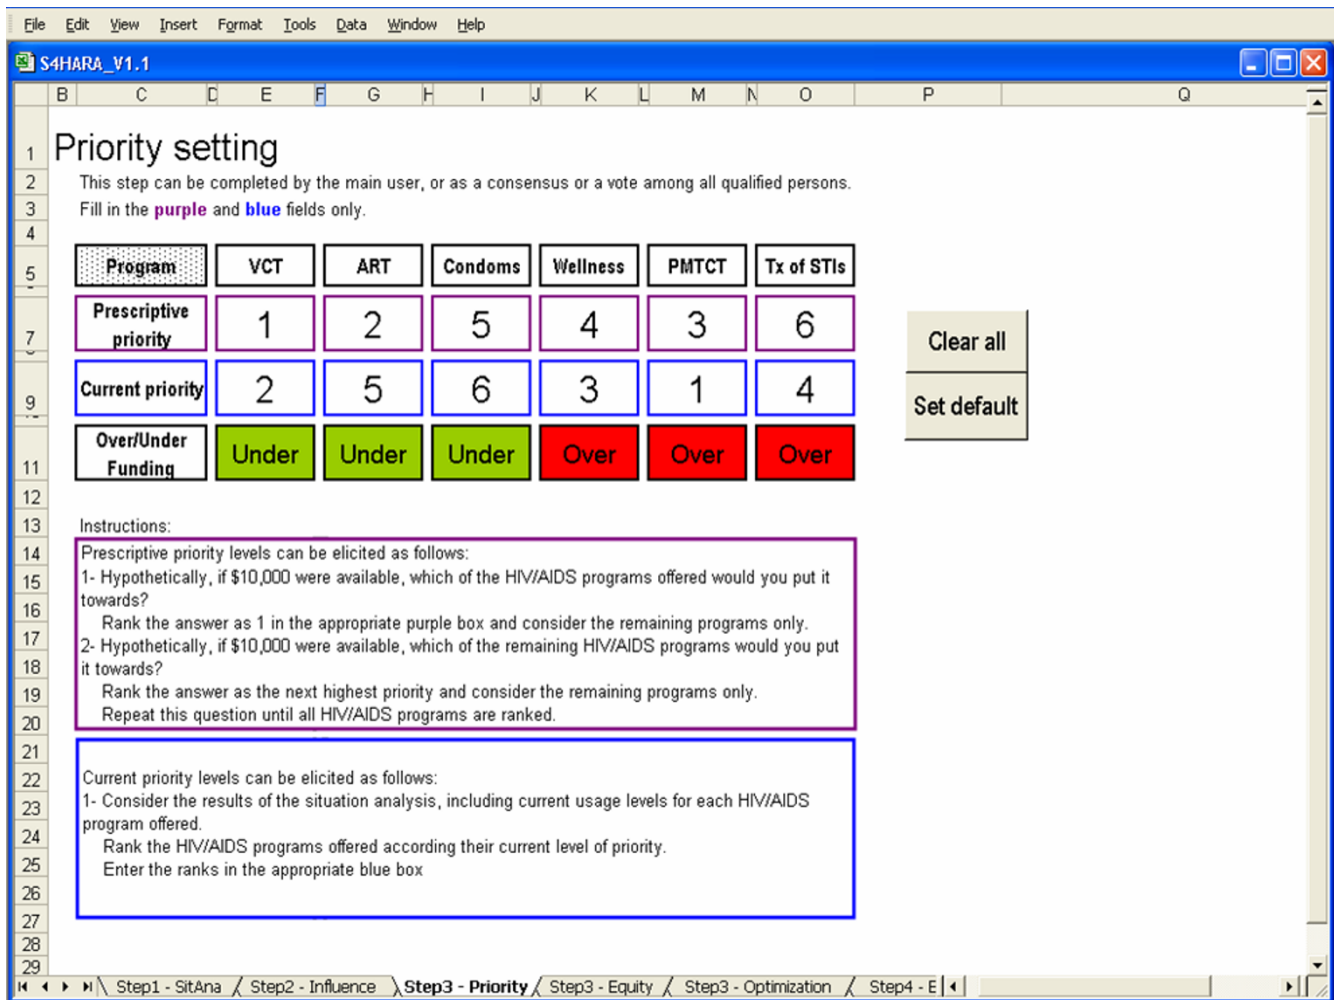 File Edit View Insert Format Tools Data Window Help
S4HARA_V1.1
B C D E F G H I J K L M N O P Q
1 Priority setting
2 This step can be completed by the main user, or as a consensus or a vote among all qualified persons.
3 Fill in the purple and blue fields only.
4
5 Program VCT ART Condoms Wellness PMTCT Tx of STIs
7 Prescriptive priority 1 2 5 4 3 6
Clear all
9 Current priority 2 5 6 3 1 4
Set default
11 Over/Under Funding Under Under Under Over Over Over
12
13 Instructions:
14 Prescriptive priority levels can be elicited as follows:
15 1- Hypothetically, if $10,000 were available, which of the HIV/AIDS programs offered would you put it
towards?
16 Rank the answer as 1 in the appropriate purple box and consider the remaining programs only.
17 2- Hypothetically, if $10,000 were available, which of the remaining HIV/AIDS programs would you put
18 it towards?
19 Rank the answer as the next highest priority and consider the remaining programs only.
20 Repeat this question until all HIV/AIDS programs are ranked.
21
22 Current priority levels can be elicited as follows:
23 1- Consider the results of the situation analysis, including current usage levels for each HIV/AIDS
program offered.
24 Rank the HIV/AIDS programs offered according their current level of priority.
25 Enter the ranks in the appropriate blue box
26
27
28
29
Step1 - SitAna Step2 - Influence Step3 - Priority Step3 - Equity Step3 - Optimization Step4 - E